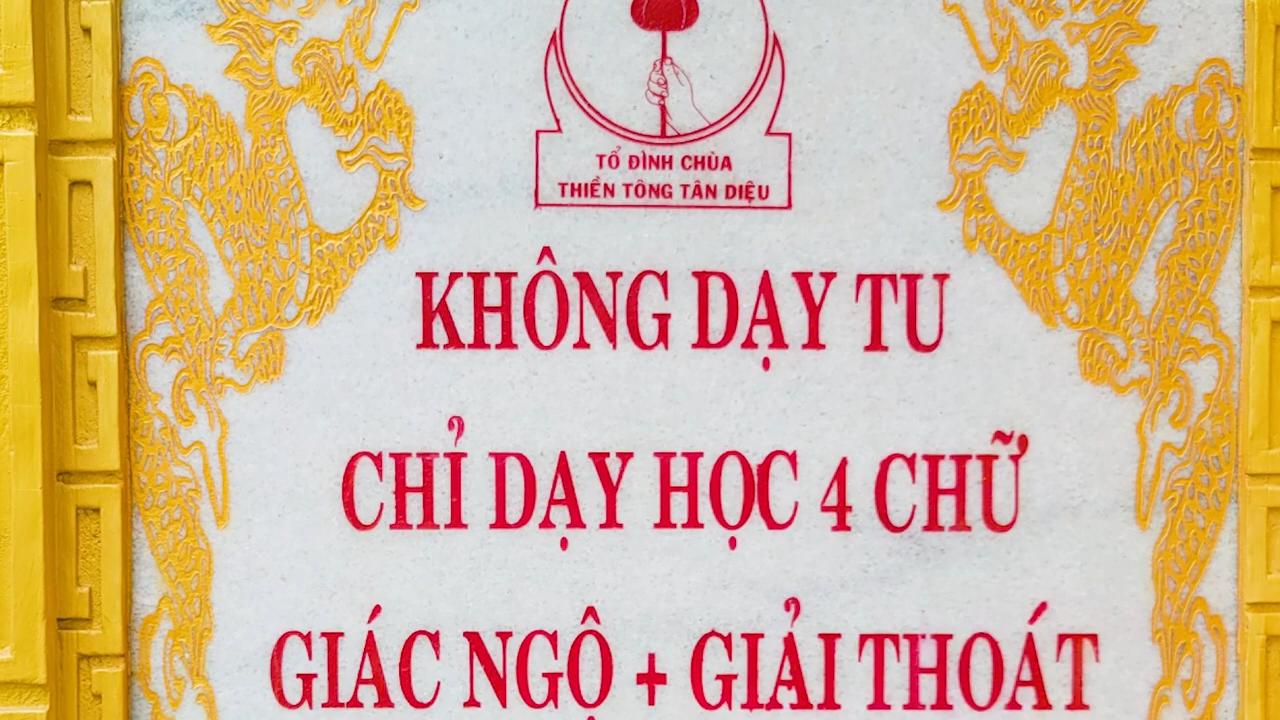 TỔ ĐÌNH CHÙA
THIỀN TÔNG TÂN DIỆU
KHÔNG DẠY TU
CHỈ DẠY HỌC 4 CHỮ
GIÁC NGỘ + GIẢI THOÁT